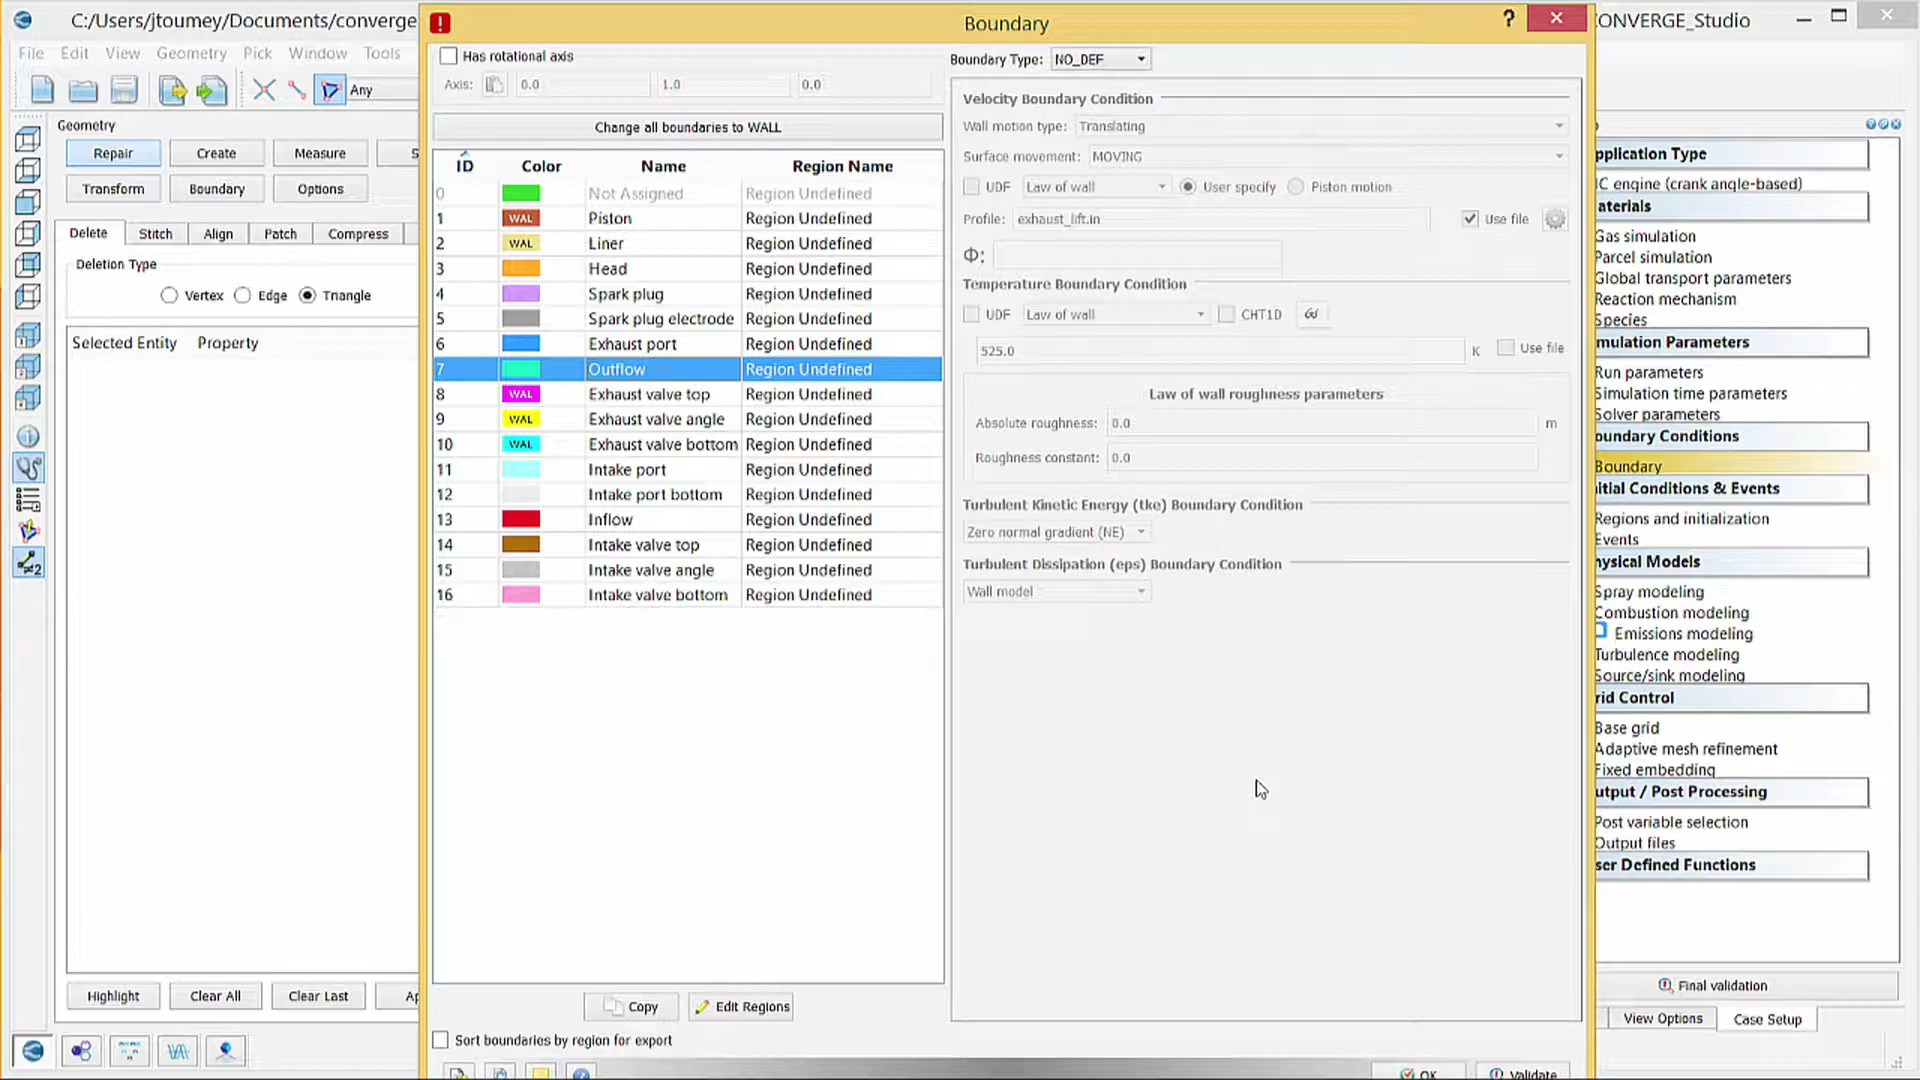 C:/Users/jtoumey/Documents/converge
Boundary
?
CONVERGE_Studio
File Edit View Geometry Pick Window Tools
Any
Geometry
Repair Create Measure
Transform Boundary Options
Delete Stitch Align Patch Compress
Deletion Type
Vertex Edge Triangle
Selected Entity Property
Highlight Clear All Clear Last Ap
Has rotational axis
Axis: 0.0 1.0 0.0
Change all boundaries to WALL
ID Color Name Region Name
0 Not Assigned Region Undefined
1 WAL Piston Region Undefined
2 WAL Liner Region Undefined
3 Head Region Undefined
4 Spark plug Region Undefined
5 Spark plug electrode Region Undefined
6 Exhaust port Region Undefined
7 Outflow Region Undefined
8 WAL Exhaust valve top Region Undefined
9 WAL Exhaust valve angle Region Undefined
10 WAL Exhaust valve bottom Region Undefined
11 Intake port Region Undefined
12 Intake port bottom Region Undefined
13 Inflow Region Undefined
14 Intake valve top Region Undefined
15 Intake valve angle Region Undefined
16 Intake valve bottom Region Undefined
Copy Edit Regions
Sort boundaries by region for export
Boundary Type: NO_DEF
Velocity Boundary Condition
Wall motion type: Translating
Surface movement: MOVING
UDF Law of wall User specify Piston motion
Profile: exhaust_lift.in Use file
Φ:
Temperature Boundary Condition
UDF Law of wall CHT1D
525.0 K Use file
Law of wall roughness parameters
Absolute roughness: 0.0 m
Roughness constant: 0.0
Turbulent Kinetic Energy (tke) Boundary Condition
Zero normal gradient (NE)
Turbulent Dissipation (eps) Boundary Condition
Wall model
OK Validate
pplication Type
IC engine (crank angle-based)
aterials
Gas simulation
Parcel simulation
Global transport parameters
Reaction mechanism
Species
mulation Parameters
Run parameters
Simulation time parameters
Solver parameters
oundary Conditions
Boundary
itial Conditions & Events
Regions and initialization
Events
hysical Models
Spray modeling
Combustion modeling
Emissions modeling
Turbulence modeling
Source/sink modeling
rid Control
Base grid
Adaptive mesh refinement
Fixed embedding
utput / Post Processing
Post variable selection
Output files
ser Defined Functions
Final validation
View Options Case Setup